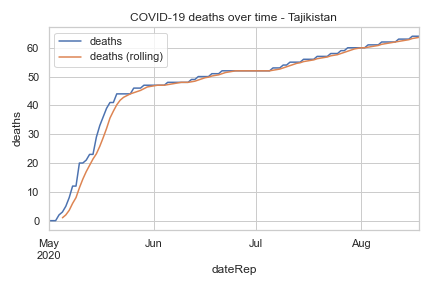 COVID-19 deaths over time - Tajikistan
deaths
deaths (rolling)
60
50
40
30
20
10
0
deaths
May
2020
Jun
Jul
Aug
dateRep